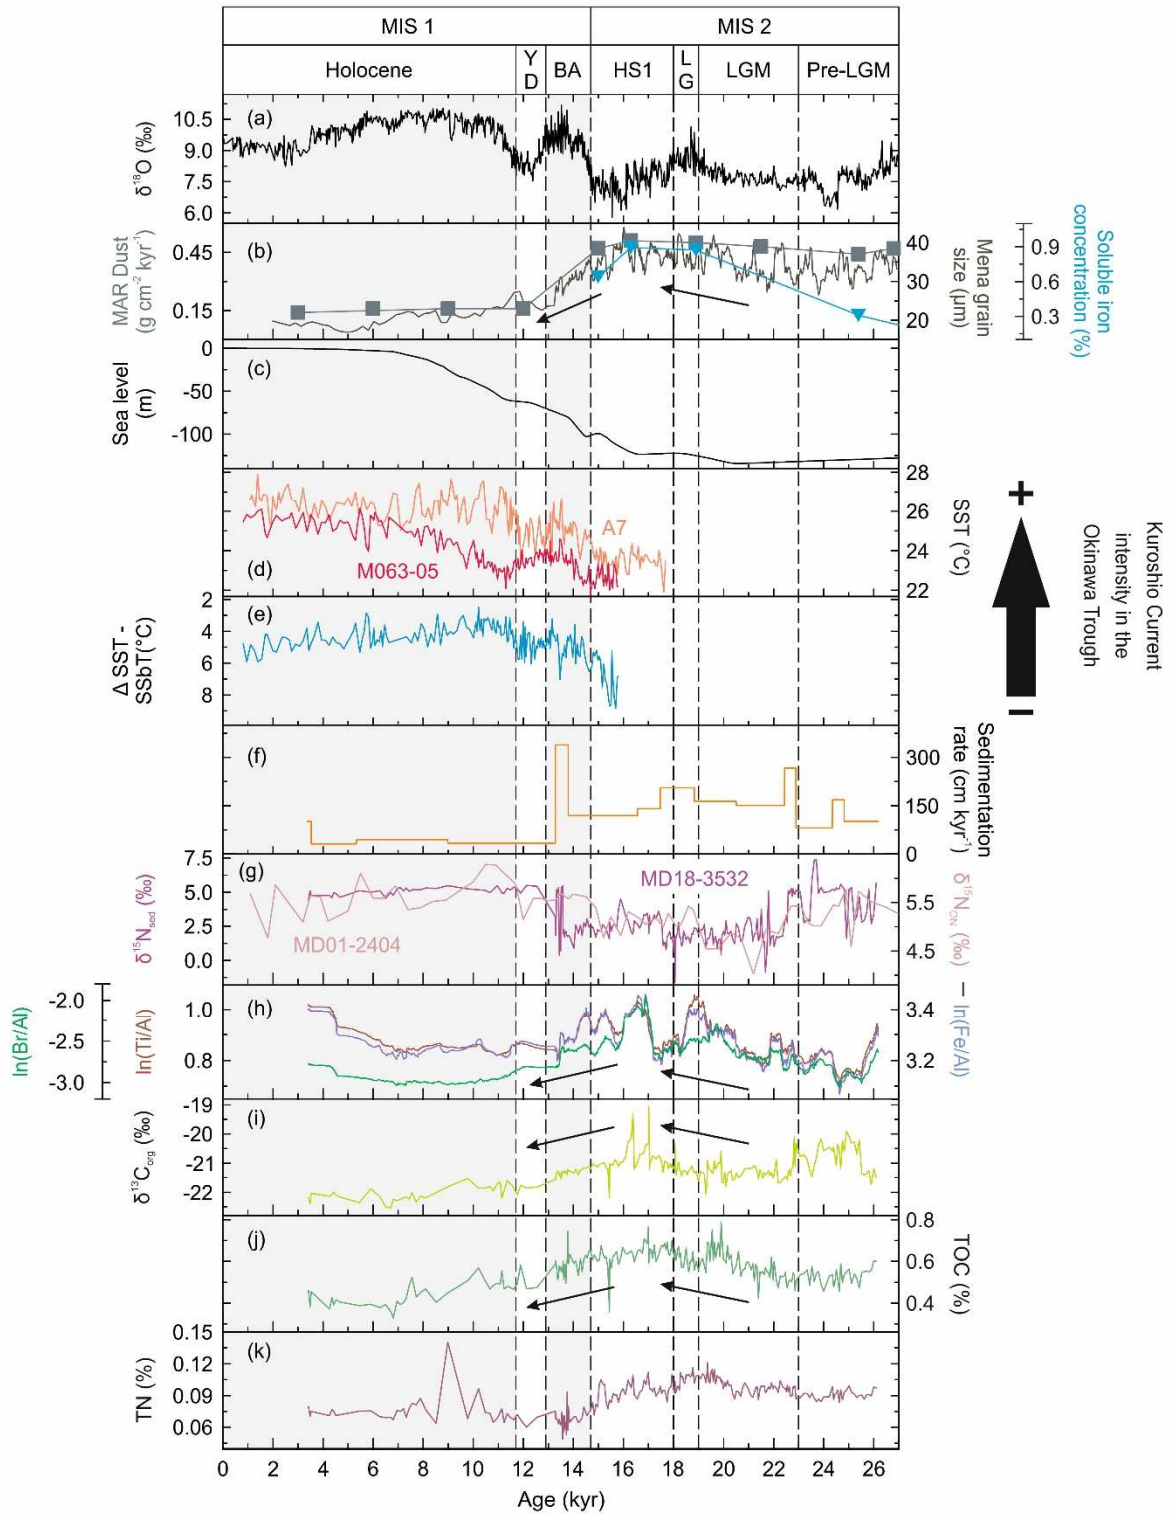 MIS 1
MIS 2
Holocene
Y
D
BA
HS1
L
G
LGM
Pre-LGM
(a)
10.5
9.0
7.5
6.0
δ¹⁸O (‰)
(b)
0.45
0.15
MAR Dust
(g cm⁻² kyr⁻¹)
40
30
20
Mena grain
size (μm)
0.9
0.6
0.3
Soluble iron
concentration (%)
(c)
0
-50
-100
Sea level
(m)
(d)
A7
M063-05
28
26
24
22
SST (°C)
(e)
2
4
6
8
Δ SST -
SSbT(°C)
+
−
Kuroshio Current
intensity in the
Okinawa Trough
(f)
300
150
0
Sedimentation
rate (cm kyr⁻¹)
(g)
7.5
5.0
2.5
0.0
δ¹⁵Nsed (‰)
MD18-3532
MD01-2404
5.5
4.5
δ¹⁵NON (‰)
(h)
-2.0
-2.5
-3.0
ln(Br/Al)
1.0
0.8
ln(Ti/Al)
3.4
3.2
ln(Fe/Al)
(i)
-19
-20
-21
-22
δ¹³Corg (‰)
(j)
0.8
0.6
0.4
TOC
(%)
(k)
0.15
0.12
0.09
0.06
TN (%)
0 2 4 6 8 10 12 14 16 18 20 22 24 26
Age (kyr)